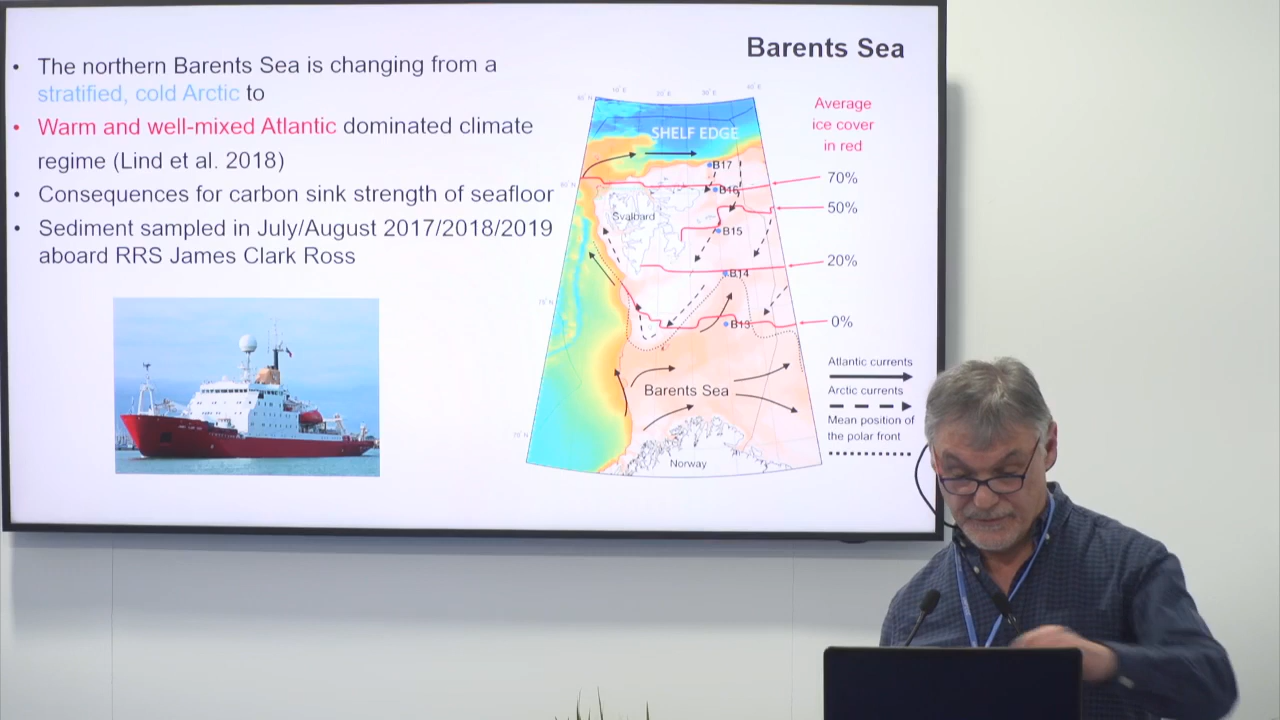 Barents Sea
• The northern Barents Sea is changing from a
stratified, cold Arctic to
• Warm and well-mixed Atlantic dominated climate
regime (Lind et al. 2018)
• Consequences for carbon sink strength of seafloor
• Sediment sampled in July/August 2017/2018/2019
aboard RRS James Clark Ross
Average
ice cover
in red
SHELF EDGE
B17
70%
B16
50%
Svalbard
B15
20%
B14
0%
B13
Atlantic currents
Barents Sea
Arctic currents
Mean position of
the polar front
Norway